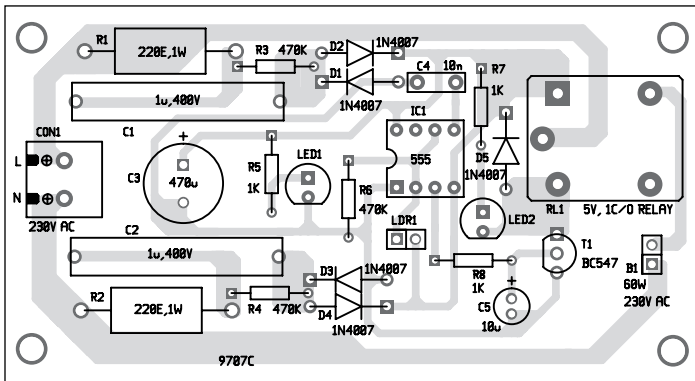 R1
220E,1W
R3 470K
D2
1N4007
D1
1N4007
C4 10n
R7
1K
1u,400V
C1
CON1
L
N
230V AC
C3
+
470u
R5
1K
LED1
R6
470K
IC1
555
D5
1N4007
LED2
LDR1
RL1
5V, 1C/O RELAY
C2
1u,400V
T1
BC547
B1
60W
230V AC
R8
1K
+
C5
10u
D3
1N4007
D4
1N4007
R2
220E,1W
R4 470K
9707C